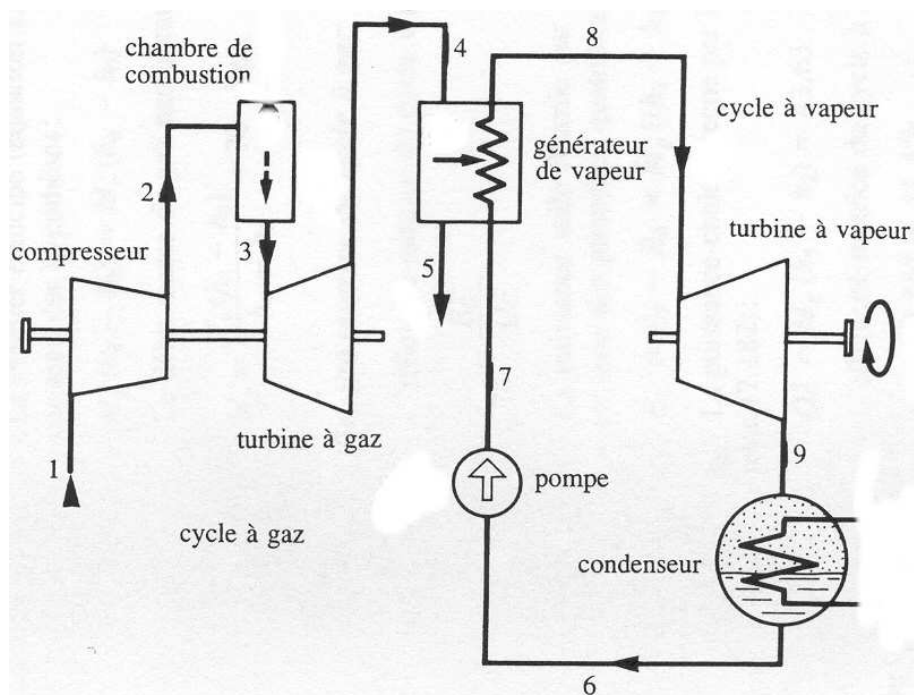 chambre de
combustion
4
8
cycle à vapeur
générateur
de vapeur
2
turbine à vapeur
compresseur
3
5
7
turbine à gaz
9
1
pompe
cycle à gaz
condenseur
6